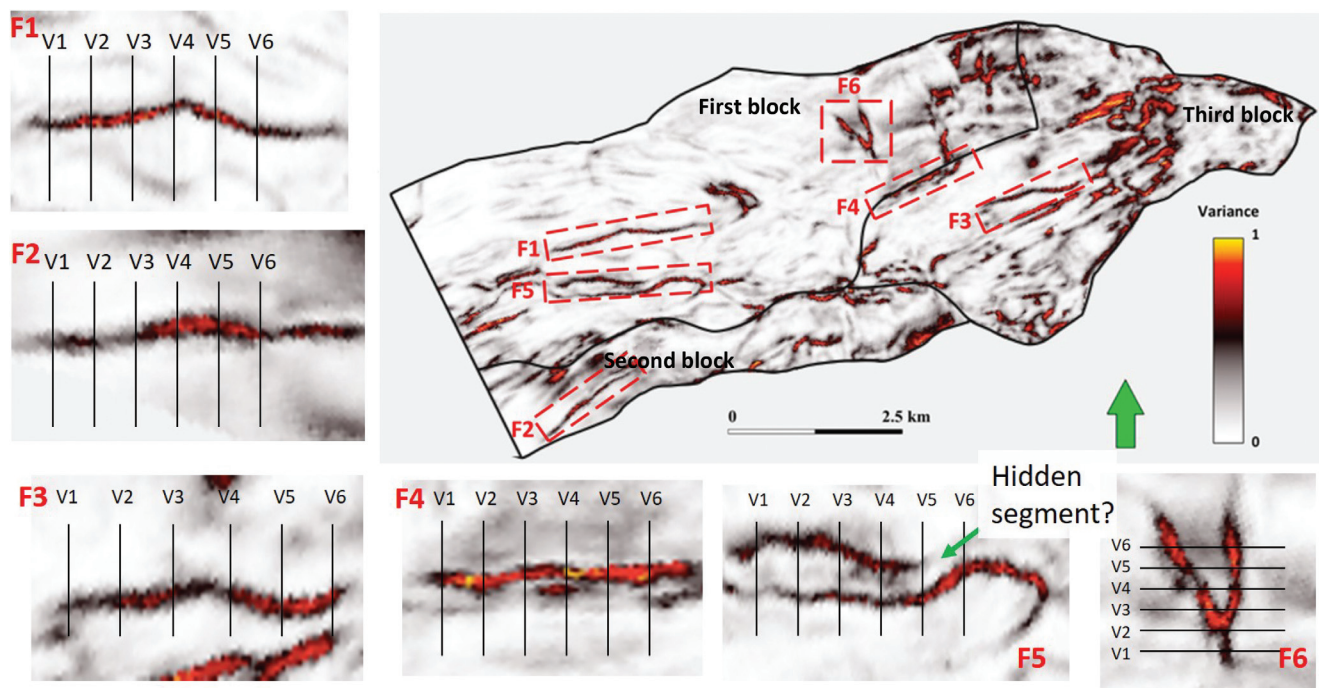 F1
V1 V2 V3 V4 V5 V6
First block
F6
Third block
F4
F3
Variance
1
0
F1
F5
Second block
F2
0 2.5 km
F2
V1 V2 V3 V4 V5 V6
F3
V1 V2 V3 V4 V5 V6
F4
V1 V2 V3 V4 V5 V6
V1 V2 V3 V4 V5 V6
Hidden
segment?
F5
V6
V5
V4
V3
V2
V1
F6